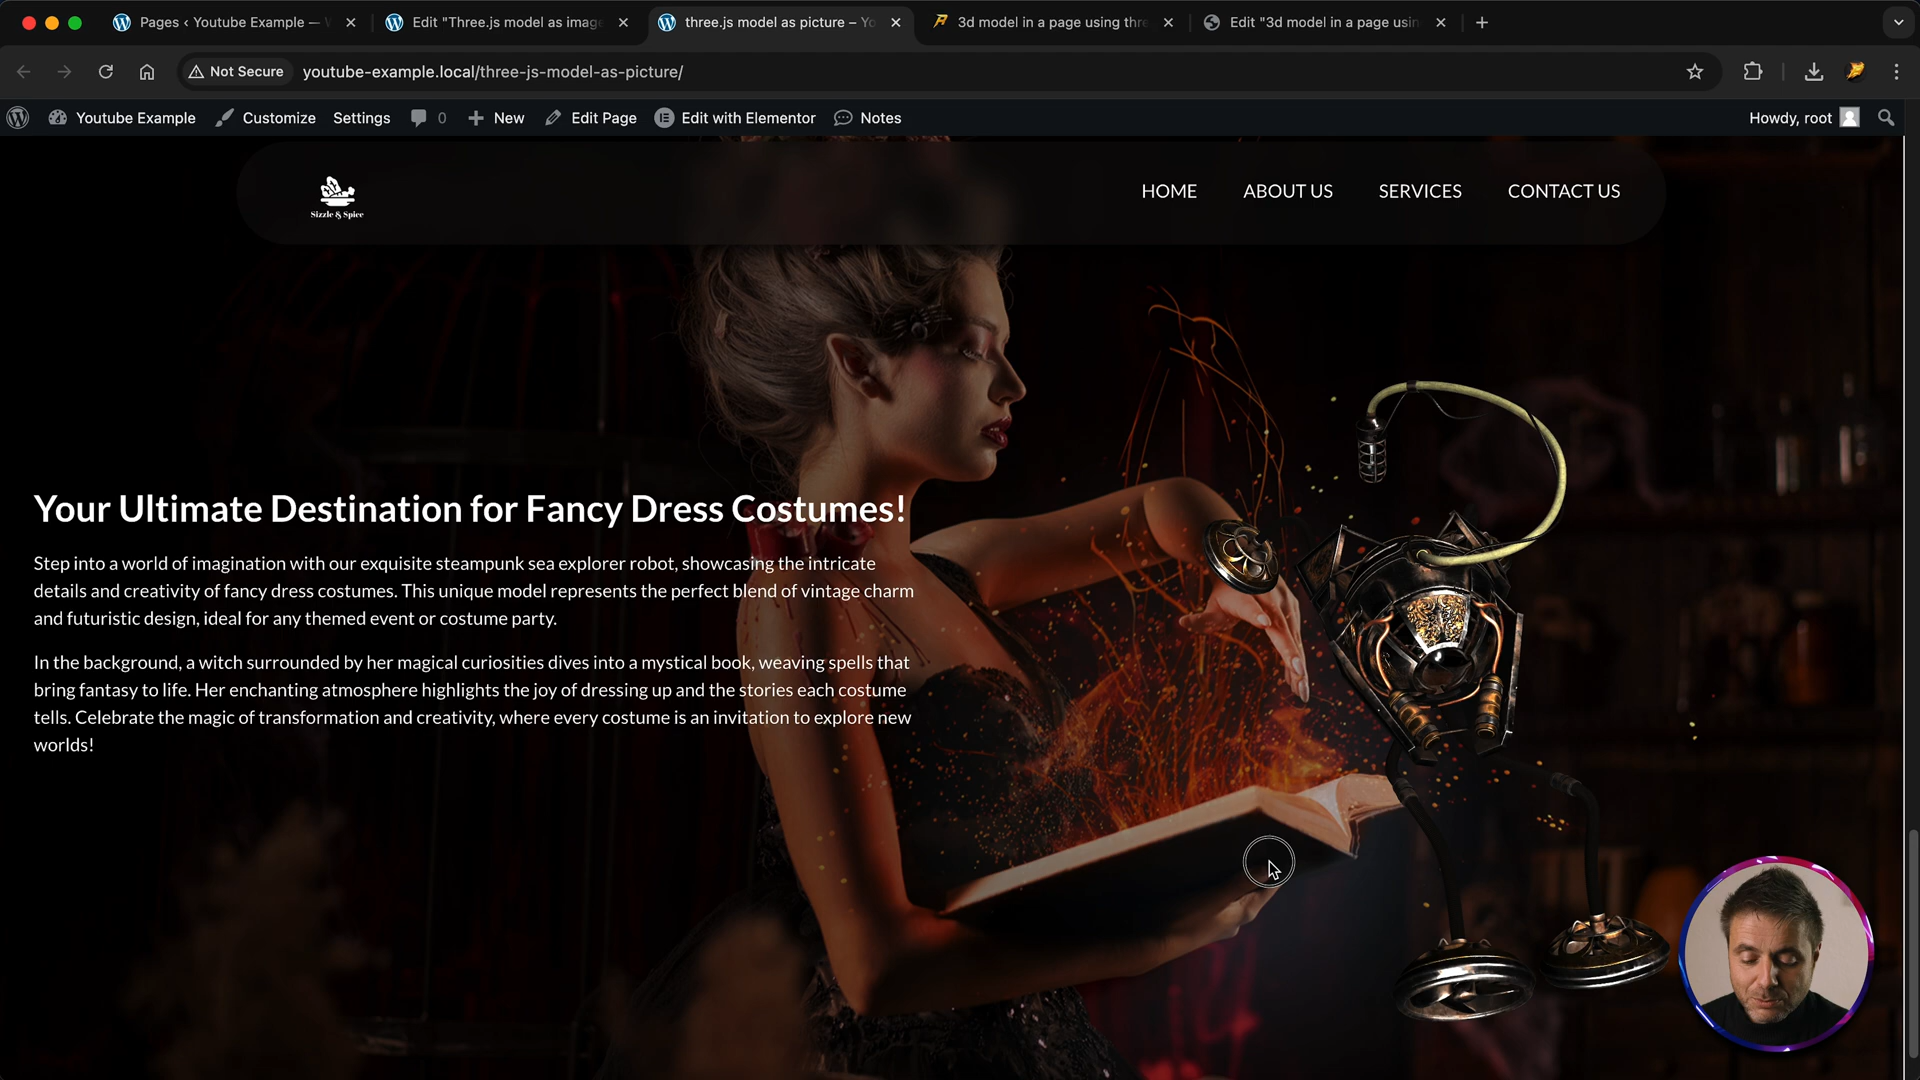 Pages ‹ Youtube Example — W
Edit "Three.js model as imag
three.js model as picture – Yo
3d model in a page using thr
Edit "3d model in a page usin
Not Secure
youtube-example.local/three-js-model-as-picture/
Youtube Example
Customize
Settings
0
New
Edit Page
Edit with Elementor
Notes
Howdy, root
Sizzle & Spice
HOME
ABOUT US
SERVICES
CONTACT US
Your Ultimate Destination for Fancy Dress Costumes!
Step into a world of imagination with our exquisite steampunk sea explorer robot, showcasing the intricate
details and creativity of fancy dress costumes. This unique model represents the perfect blend of vintage charm
and futuristic design, ideal for any themed event or costume party.
In the background, a witch surrounded by her magical curiosities dives into a mystical book, weaving spells that
bring fantasy to life. Her enchanting atmosphere highlights the joy of dressing up and the stories each costume
tells. Celebrate the magic of transformation and creativity, where every costume is an invitation to explore new
worlds!